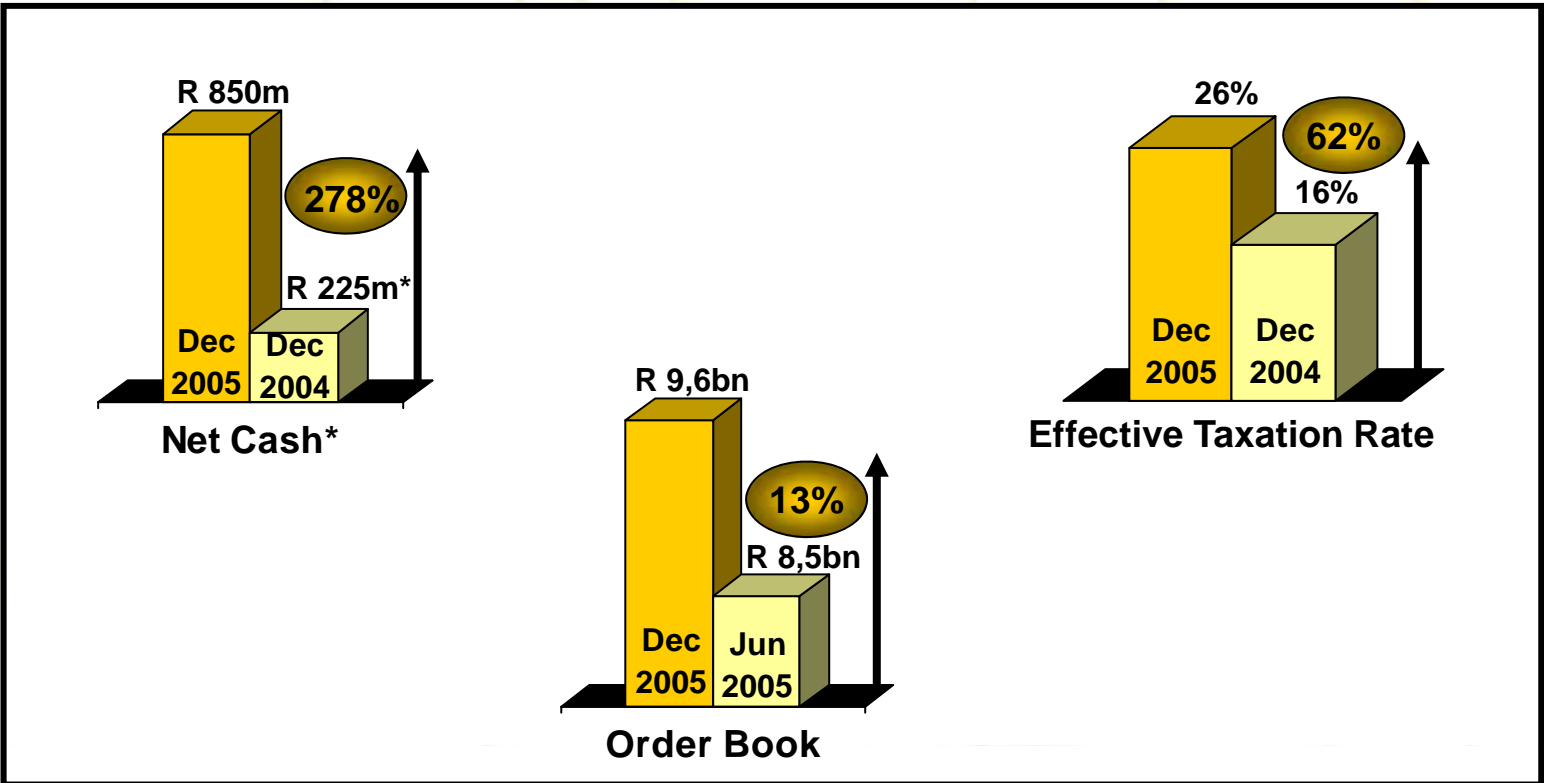 R 850m
278%
R 225m*
Dec
2005
Dec
2004
Net Cash*
R 9,6bn
13%
R 8,5bn
Dec
2005
Jun
2005
Order Book
26%
62%
16%
Dec
2005
Dec
2004
Effective Taxation Rate